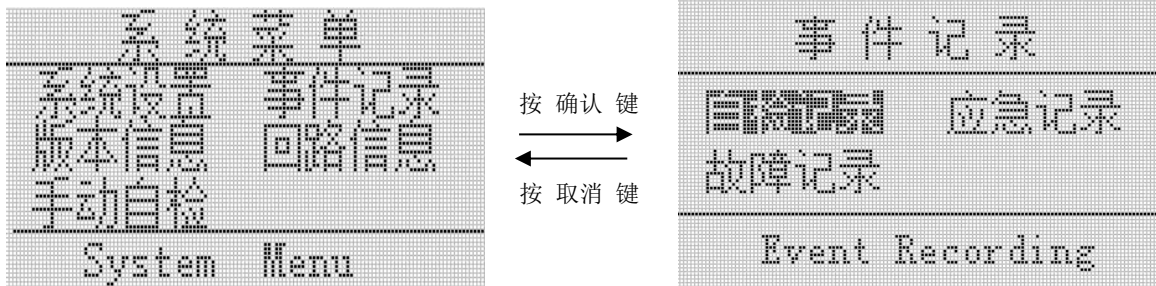 系 统 菜 单
系统设置 事件记录
版本信息 回路信息
手动自检
System Menu
按 确认 键
按 取消 键
事 件 记 录
自检记录 应急记录
故障记录
Event Recording